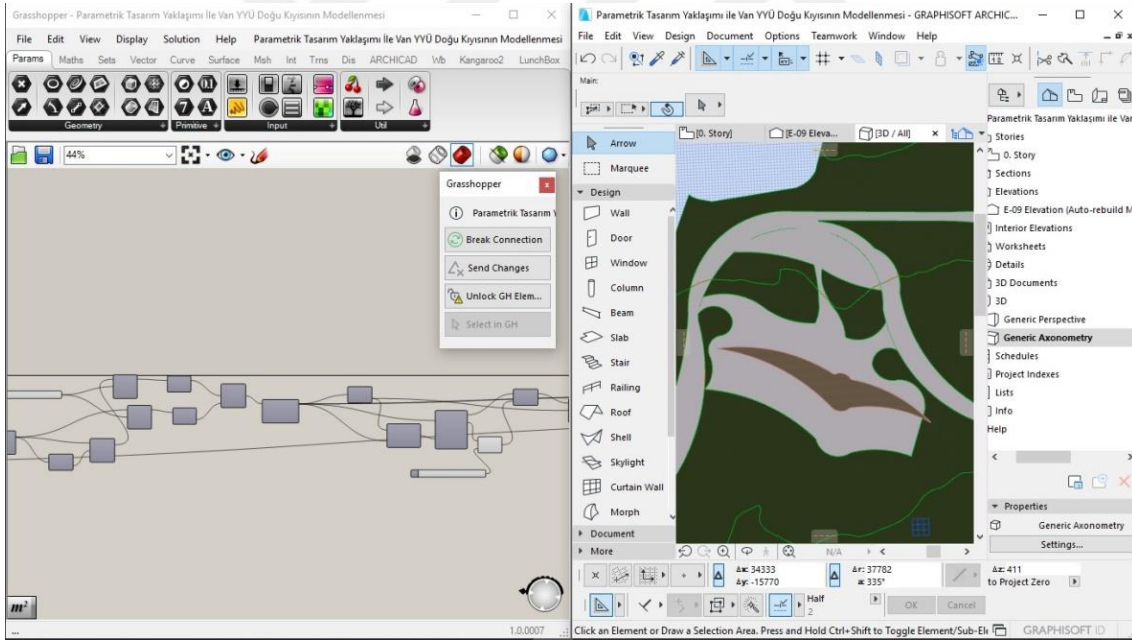 Grasshopper - Parametrik Tasarım Yaklaşımı İle Van YYÜ Doğu Kıyısının Modellenmesi
File Edit View Display Solution Help Parametrik Tasarım Yaklaşımı İle Van YYÜ Doğu Kıyısının Modellenmesi
Params Maths Sets Vector Curve Surface Msh Int Trns Dis ARCHICAD Wb Kangaroo2 LunchBox
Geometry
Primitive
Input
Util
44%
Grasshopper
Parametrik Tasarım Y
Break Connection
Send Changes
Unlock GH Elem...
Select in GH
m²
...
1.0.0007
Parametrik Tasarım Yaklaşımı ile Van YYÜ Doğu Kıyısının Modellenmesi - GRAPHISOFT ARCHIC...
File Edit View Design Document Options Teamwork Window Help
Main:
[0. Story]
[E-09 Eleva...
[3D / All]
Arrow
Marquee
Design
Wall
Door
Window
Column
Beam
Slab
Stair
Railing
Roof
Shell
Skylight
Curtain Wall
Morph
Document
More
Parametrik Tasarım Yaklaşımı ile Van
Stories
0. Story
Sections
Elevations
E-09 Elevation (Auto-rebuild M
Interior Elevations
Worksheets
Details
3D Documents
3D
Generic Perspective
Generic Axonometry
Schedules
Project Indexes
Lists
Info
Help
Properties
Generic Axonometry
Settings...
N/A
Δx: 34333
Δy: -15770
Δr: 37782
a: 335°
Δz: 411
to Project Zero
Half
2
OK
Cancel
Click an Element or Draw a Selection Area. Press and Hold Ctrl+Shift to Toggle Element/Sub-Ele
GRAPHISOFT ID